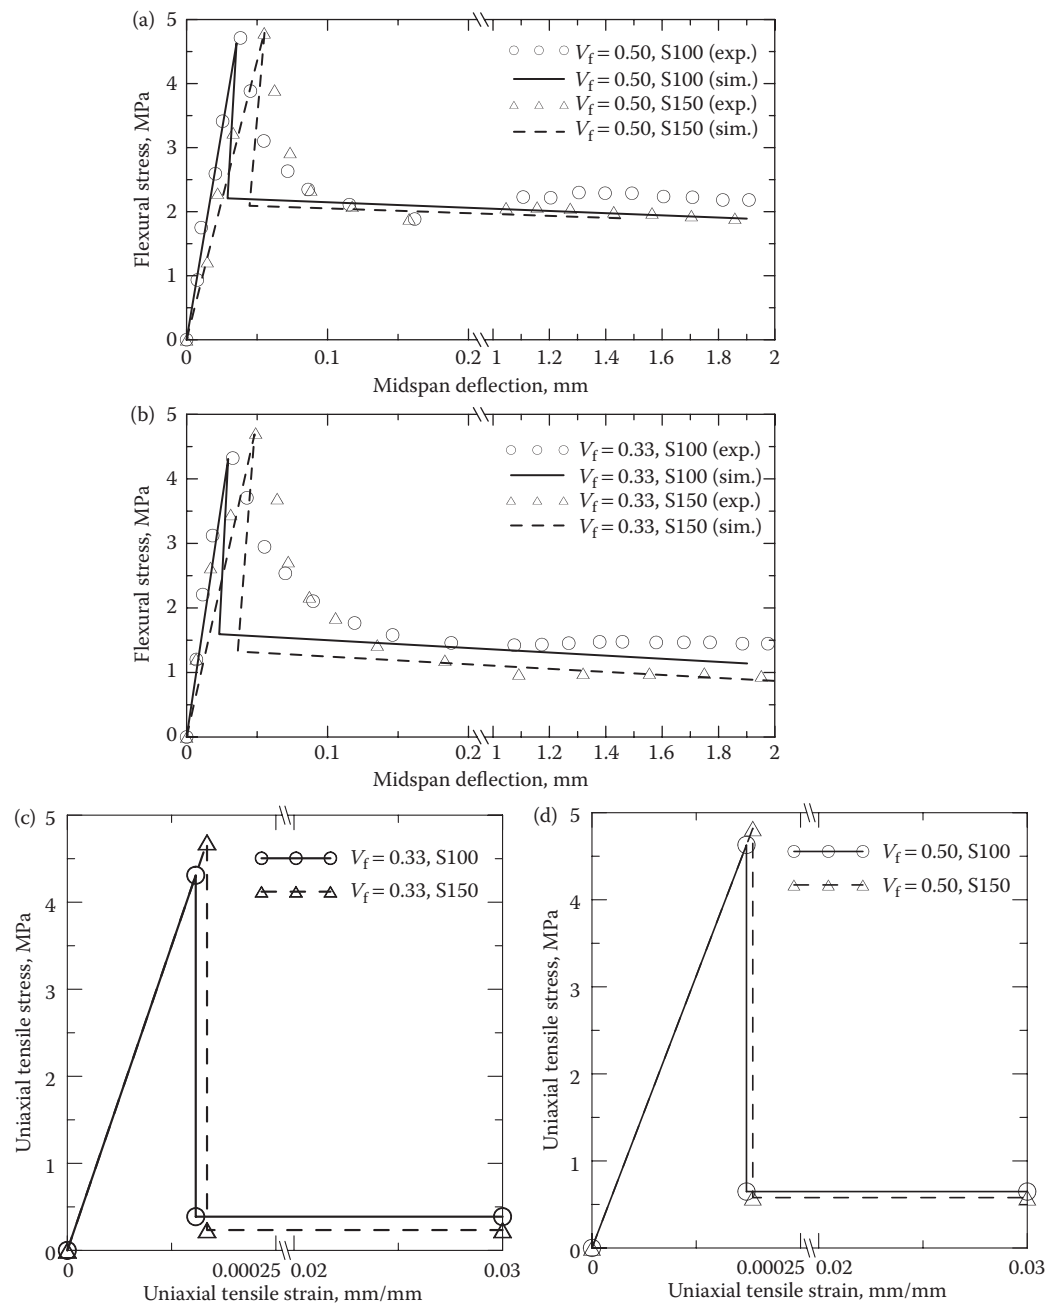 (a)
5
4
3
2
1
0
Flexural stress, MPa
V_f = 0.50, S100 (exp.)
V_f = 0.50, S100 (sim.)
V_f = 0.50, S150 (exp.)
V_f = 0.50, S150 (sim.)
0 0.1 0.2 1 1.2 1.4 1.6 1.8 2
Midspan deflection, mm
(b)
5
4
3
2
1
0
Flexural stress, MPa
V_f = 0.33, S100 (exp.)
V_f = 0.33, S100 (sim.)
V_f = 0.33, S150 (exp.)
V_f = 0.33, S150 (sim.)
0 0.1 0.2 1 1.2 1.4 1.6 1.8 2
Midspan deflection, mm
(c)
5
4
3
2
1
0
Uniaxial tensile stress, MPa
V_f = 0.33, S100
V_f = 0.33, S150
0 0.00025 0.02 0.03
Uniaxial tensile strain, mm/mm
(d)
5
4
3
2
1
0
Uniaxial tensile stress, MPa
V_f = 0.50, S100
V_f = 0.50, S150
0 0.00025 0.02 0.03
Uniaxial tensile strain, mm/mm